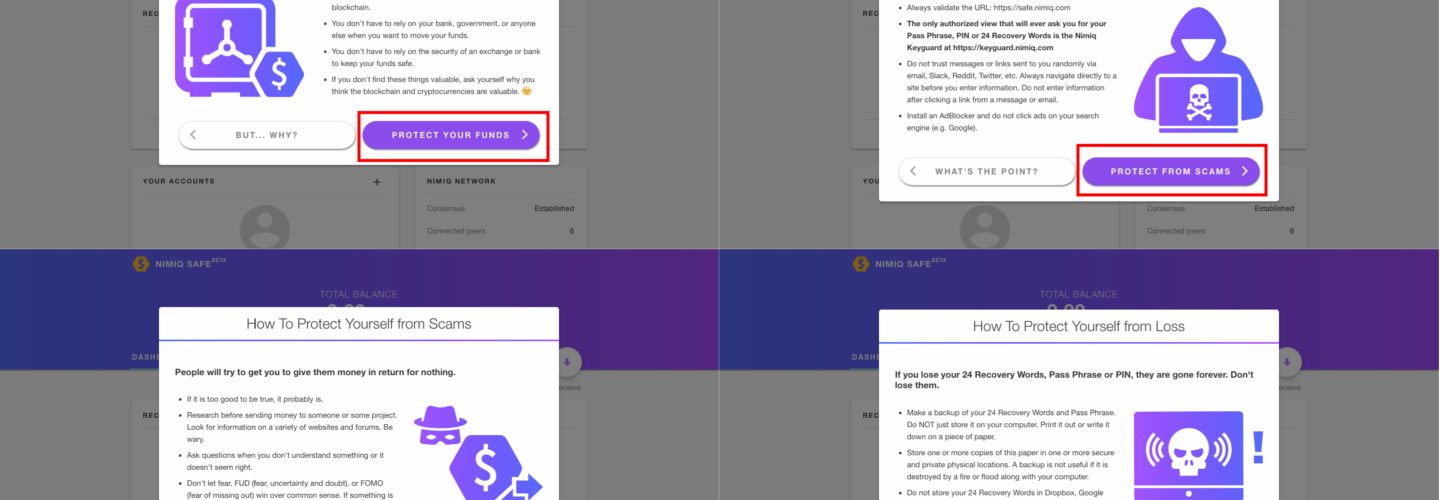 REC
blockchain.
You don't have to rely on your bank, government, or anyone
else when you want to move your funds.
You don't have to rely on the security of an exchange or bank
to keep your funds safe.
If you don't find these things valuable, ask yourself why you
think the blockchain and cryptocurrencies are valuable. 😉
BUT... WHY?
PROTECT YOUR FUNDS
YOUR ACCOUNTS
+
NIMIQ NETWORK
Consensus
Established
Connected peers
6
REC
Always validate the URL: https://safe.nimiq.com
The only authorized view that will ever ask you for your
Pass Phrase, PIN or 24 Recovery Words is the Nimiq
Keyguard at https://keyguard.nimiq.com
Do not trust messages or links sent to you randomly via
email, Slack, Reddit, Twitter, etc. Always navigate directly to a
site before you enter information. Do not enter information
after clicking a link from a message or email.
Install an AdBlocker and do not click ads on your search
engine (e.g. Google).
WHAT'S THE POINT?
PROTECT FROM SCAMS
YOU
Consensus
Established
Connected peers
6
NIMIQ SAFE BETA
TOTAL BALANCE
How To Protect Yourself from Scams
DASHE
eceive
REC
People will try to get you to give them money in return for nothing.
If it is too good to be true, it probably is.
Research before sending money to someone or some project.
Look for information on a variety of websites and forums. Be
wary.
Ask questions when you don't understand something or it
doesn't seem right.
Don't let fear, FUD (fear, uncertainty and doubt), or FOMO
(fear of missing out) win over common sense. If something is
NIMIQ SAFE BETA
TOTAL BALANCE
How To Protect Yourself from Loss
DASHE
eceive
REC
If you lose your 24 Recovery Words, Pass Phrase or PIN, they are gone forever. Don't
lose them.
Make a backup of your 24 Recovery Words and Pass Phrase.
Do NOT just store it on your computer. Print it out or write it
down on a piece of paper.
Store one or more copies of this paper in one or more secure
and private physical locations. A backup is not useful if it is
destroyed by a fire or flood along with your computer.
Do not store your 24 Recovery Words in Dropbox, Google